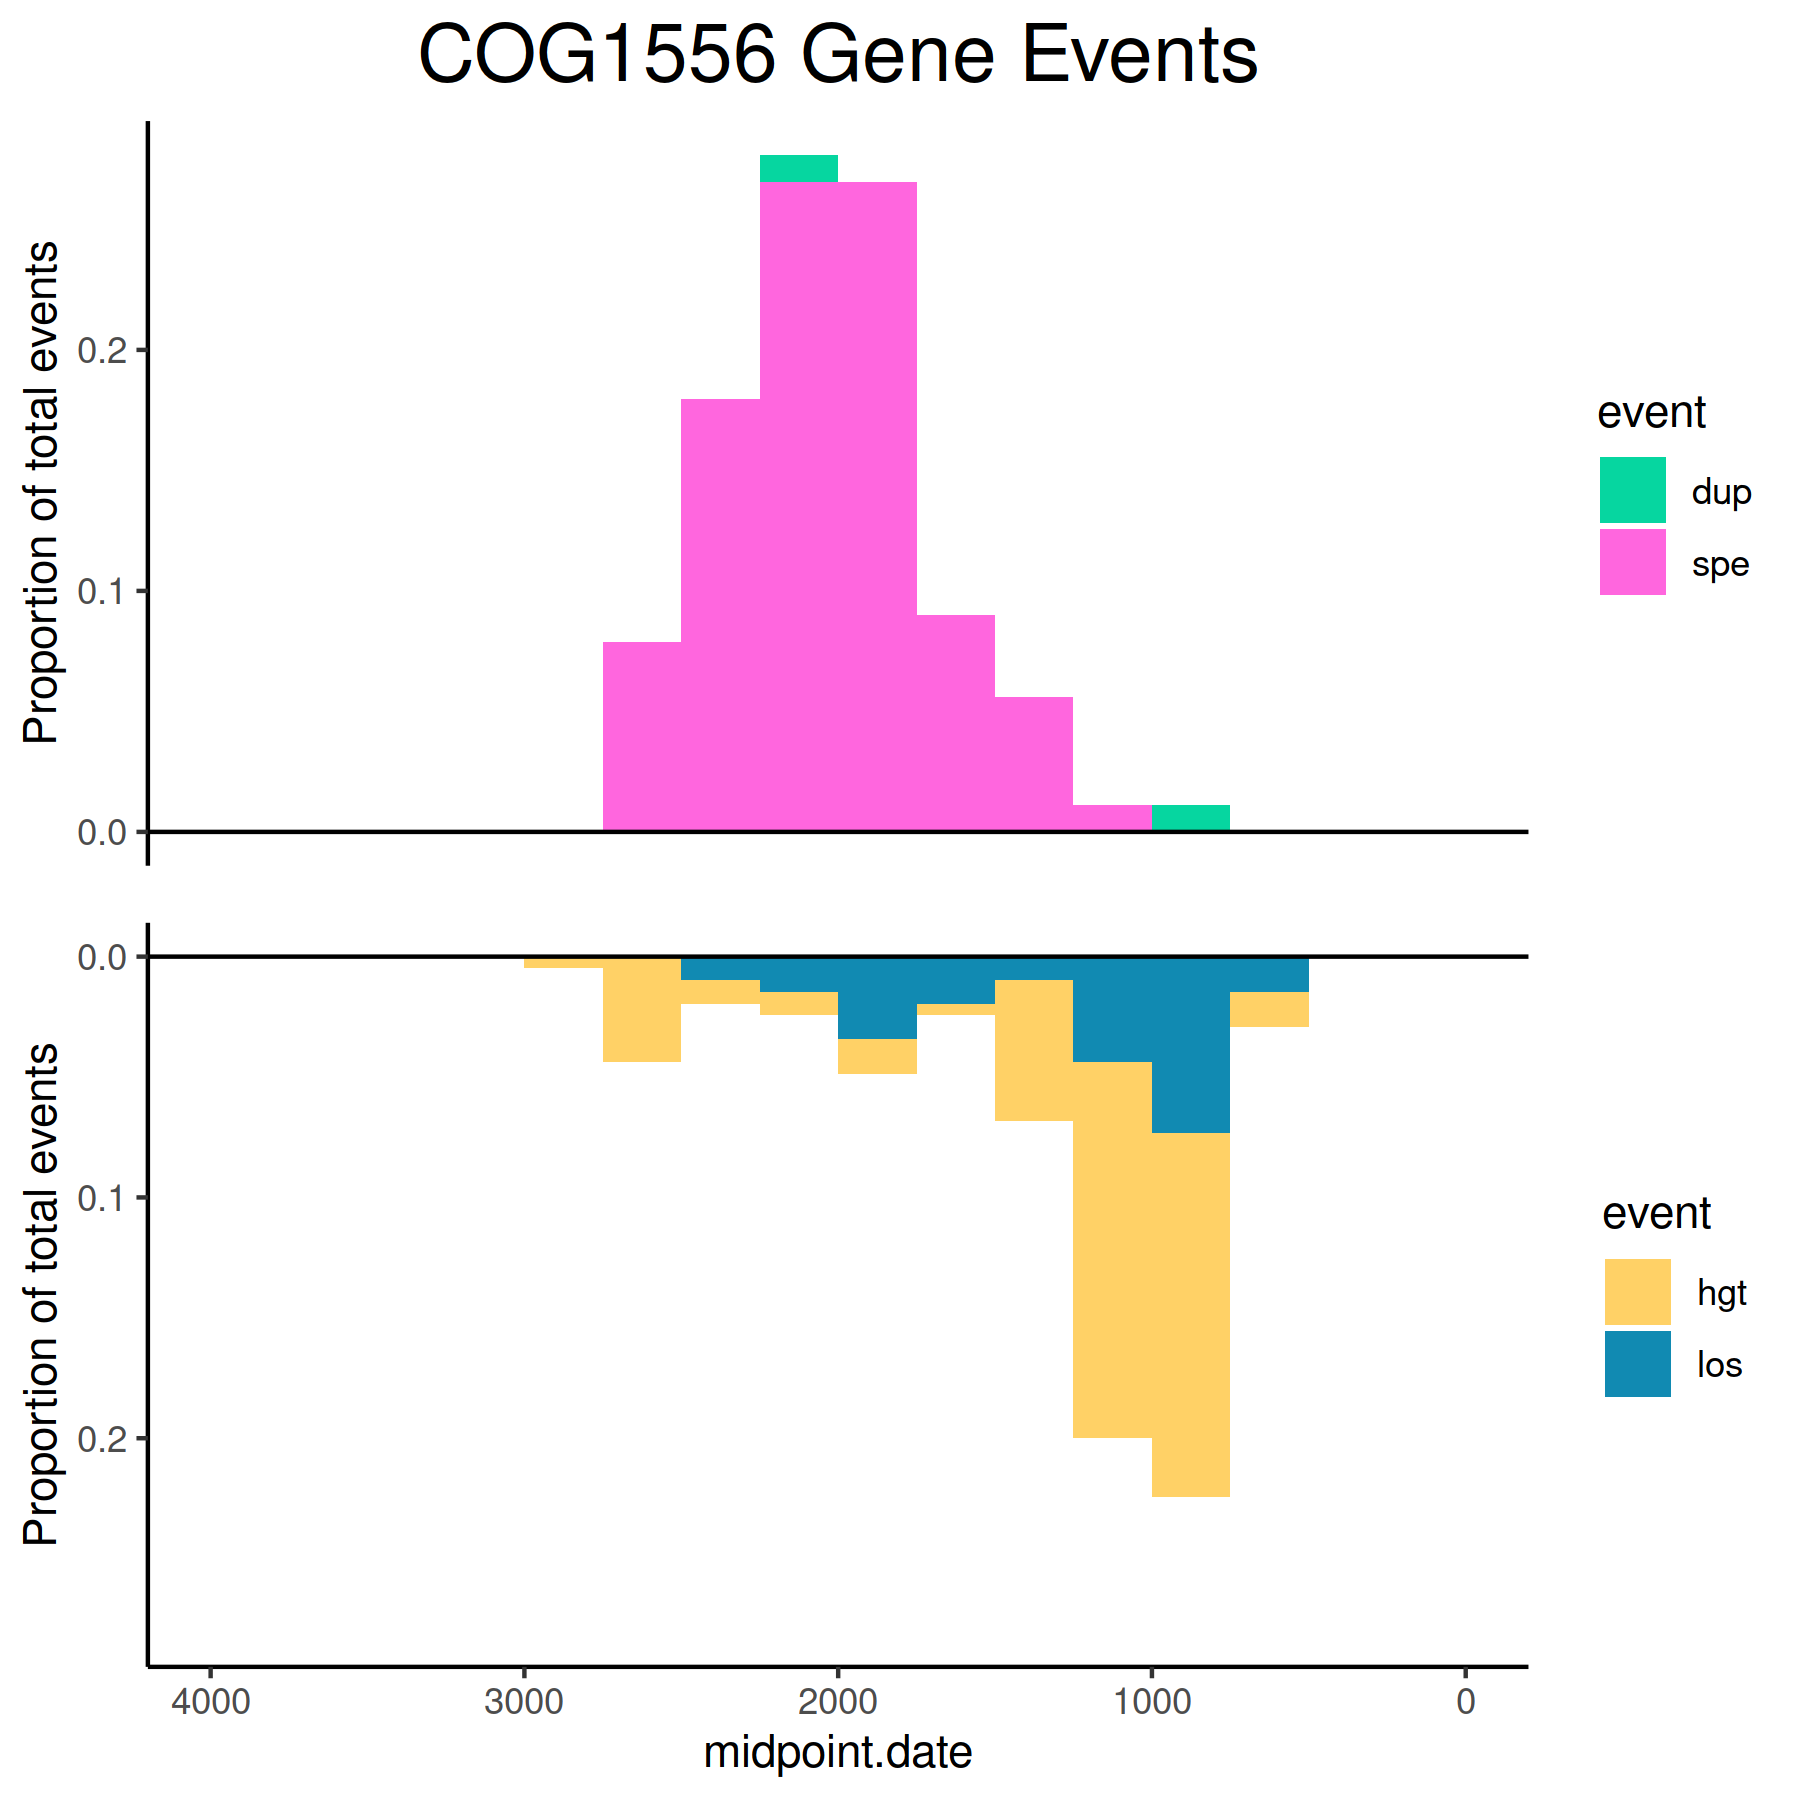 COG1556 Gene Events
Proportion of total events
0.2
0.1
0.0
event
dup
spe
Proportion of total events
0.0
0.1
0.2
event
hgt
los
4000 3000 2000 1000 0
midpoint.date